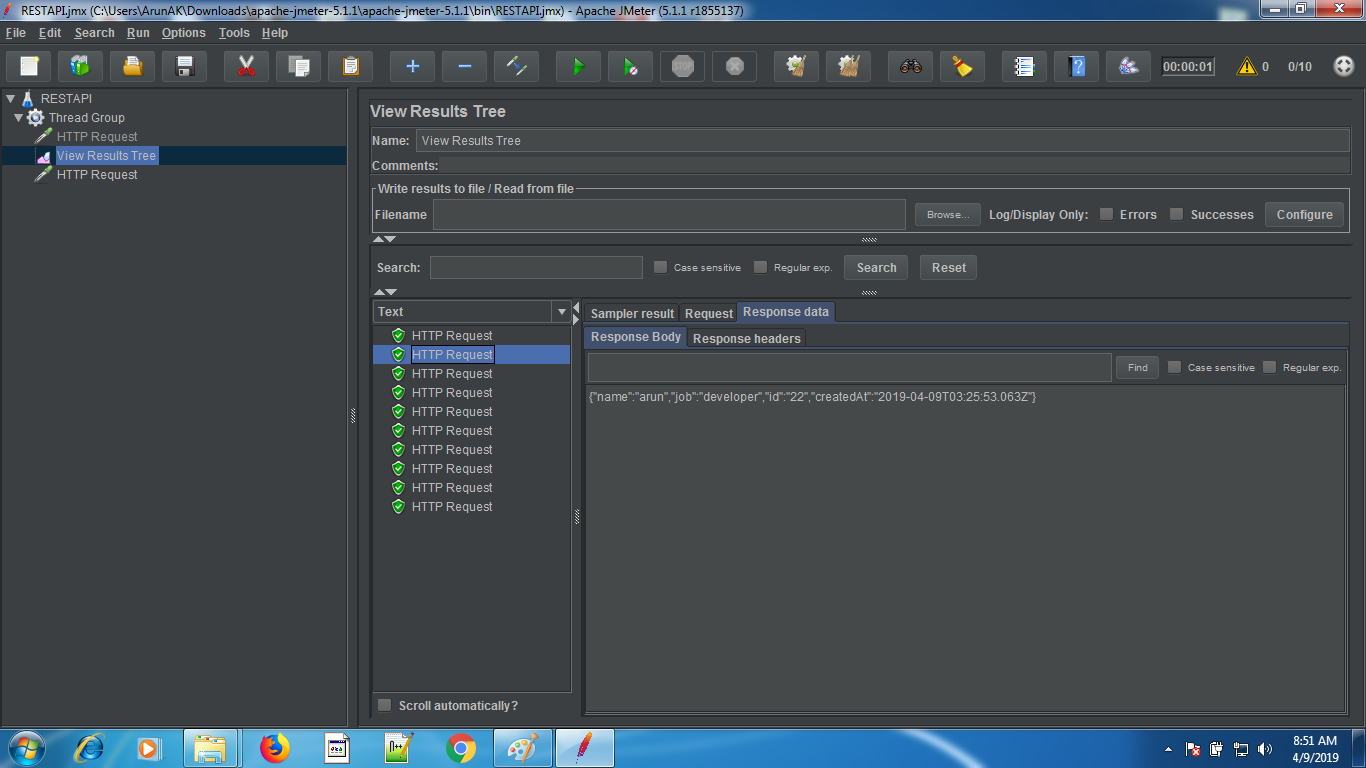 RESTAPI.jmx (C:\Users\ArunAK\Downloads\apache-jmeter-5.1.1\apache-jmeter-5.1.1\bin\RESTAPI.jmx) - Apache JMeter (5.1.1 r1855137)
File Edit Search Run Options Tools Help
STOP 00:00:01 0 0/10
RESTAPI
Thread Group
HTTP Request
View Results Tree
HTTP Request
View Results Tree
Name: View Results Tree
Comments:
Write results to file / Read from file
Filename Browse... Log/Display Only: Errors Successes Configure
Search: Case sensitive Regular exp. Search Reset
Text
HTTP Request
HTTP Request
HTTP Request
HTTP Request
HTTP Request
HTTP Request
HTTP Request
HTTP Request
HTTP Request
HTTP Request
Scroll automatically?
Sampler result Request Response data
Response Body Response headers
Find Case sensitive Regular exp.
{"name":"arun","job":"developer","id":"22","createdAt":"2019-04-09T03:25:53.063Z"}
8:51 AM
4/9/2019